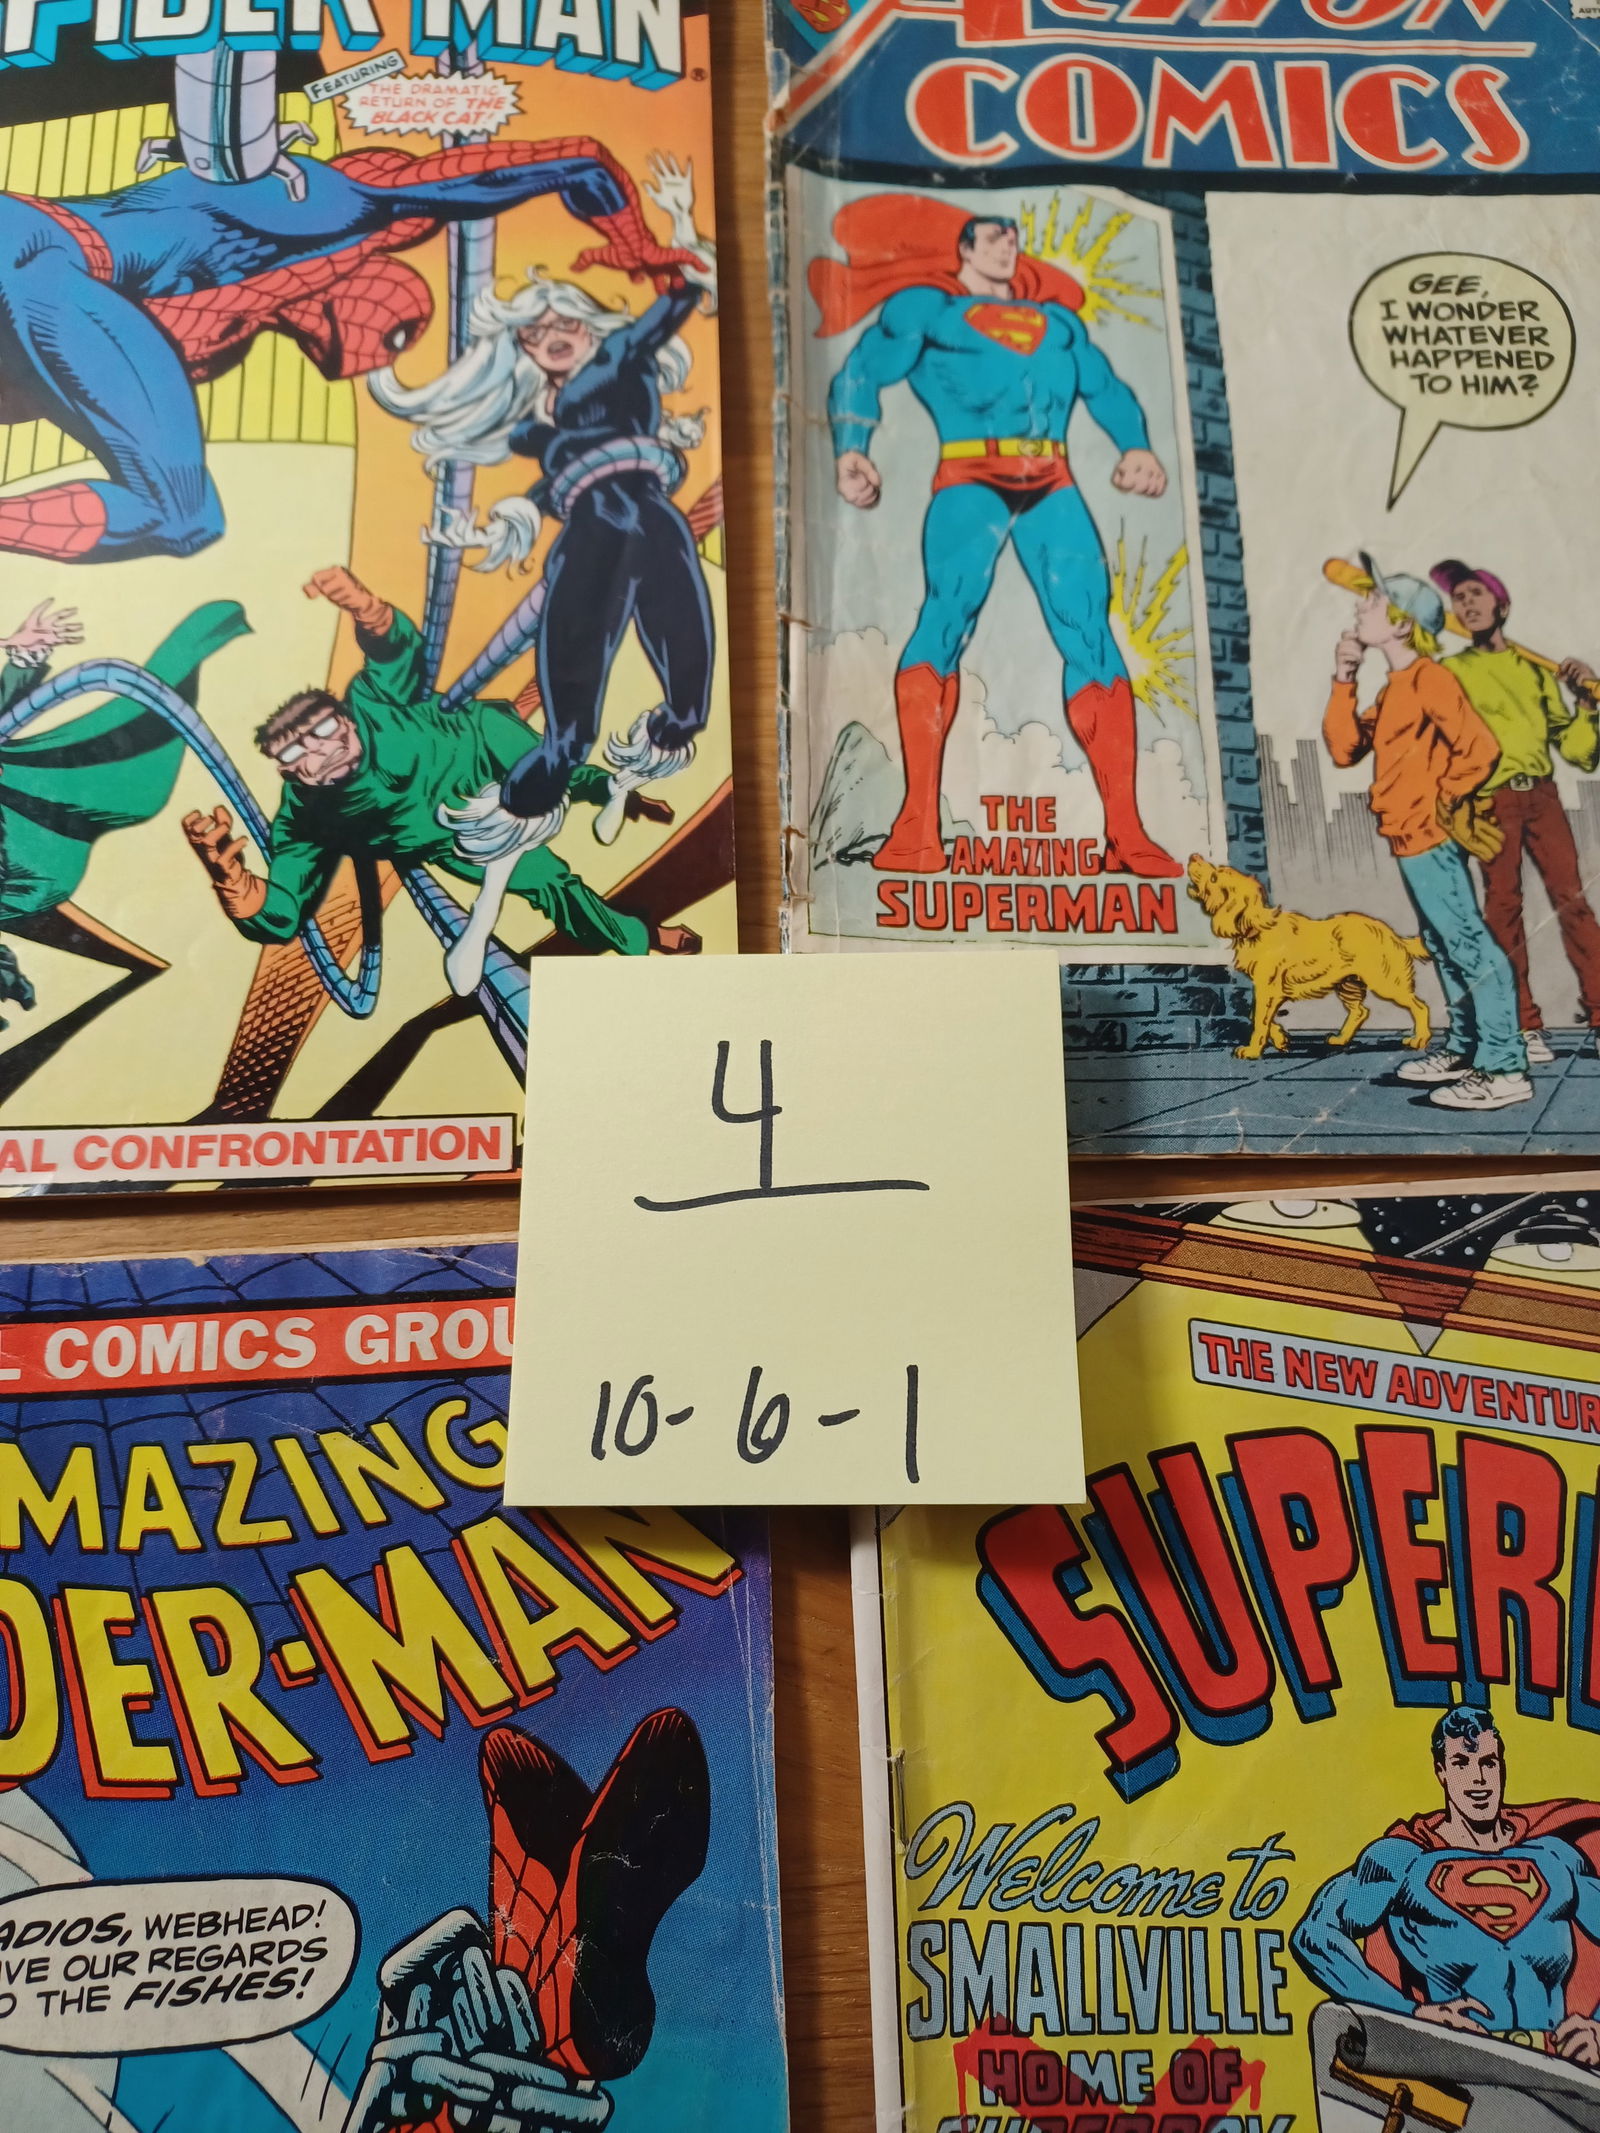 SPIDER-MAN®
FEATURING
THE DRAMATIC
RETURN OF THE
BLACK CAT!
AL CONFRONTATION
ACTION
COMICS
GEE,
I WONDER
WHATEVER
HAPPENED
TO HIM?
THE
AMAZING
SUPERMAN
4
10-6-1
L COMICS GROU
MAZING
DER-MAN
ADIOS, WEBHEAD!
IVE OUR REGARDS
O THE FISHES!
THE NEW ADVENTUR
SUPER
Welcome to
SMALLVILLE
HOME OF
SUPERBOY